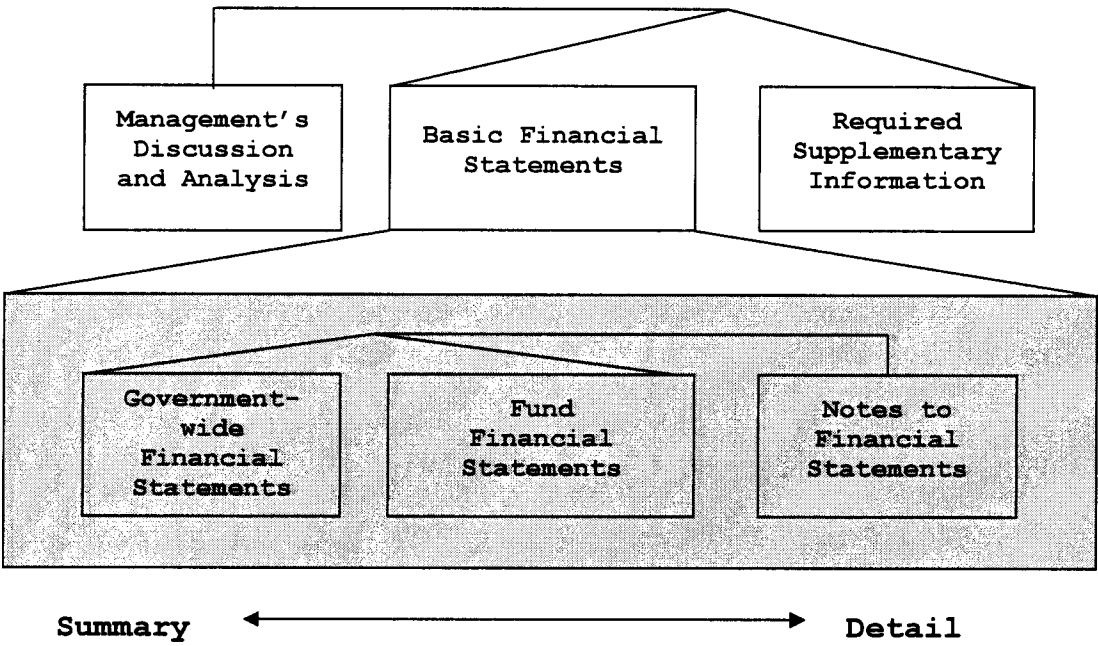 Management's
Discussion
and Analysis
Basic Financial
Statements
Required
Supplementary
Information
Government-
wide
Financial
Statements
Fund
Financial
Statements
Notes to
Financial
Statements
Summary
Detail